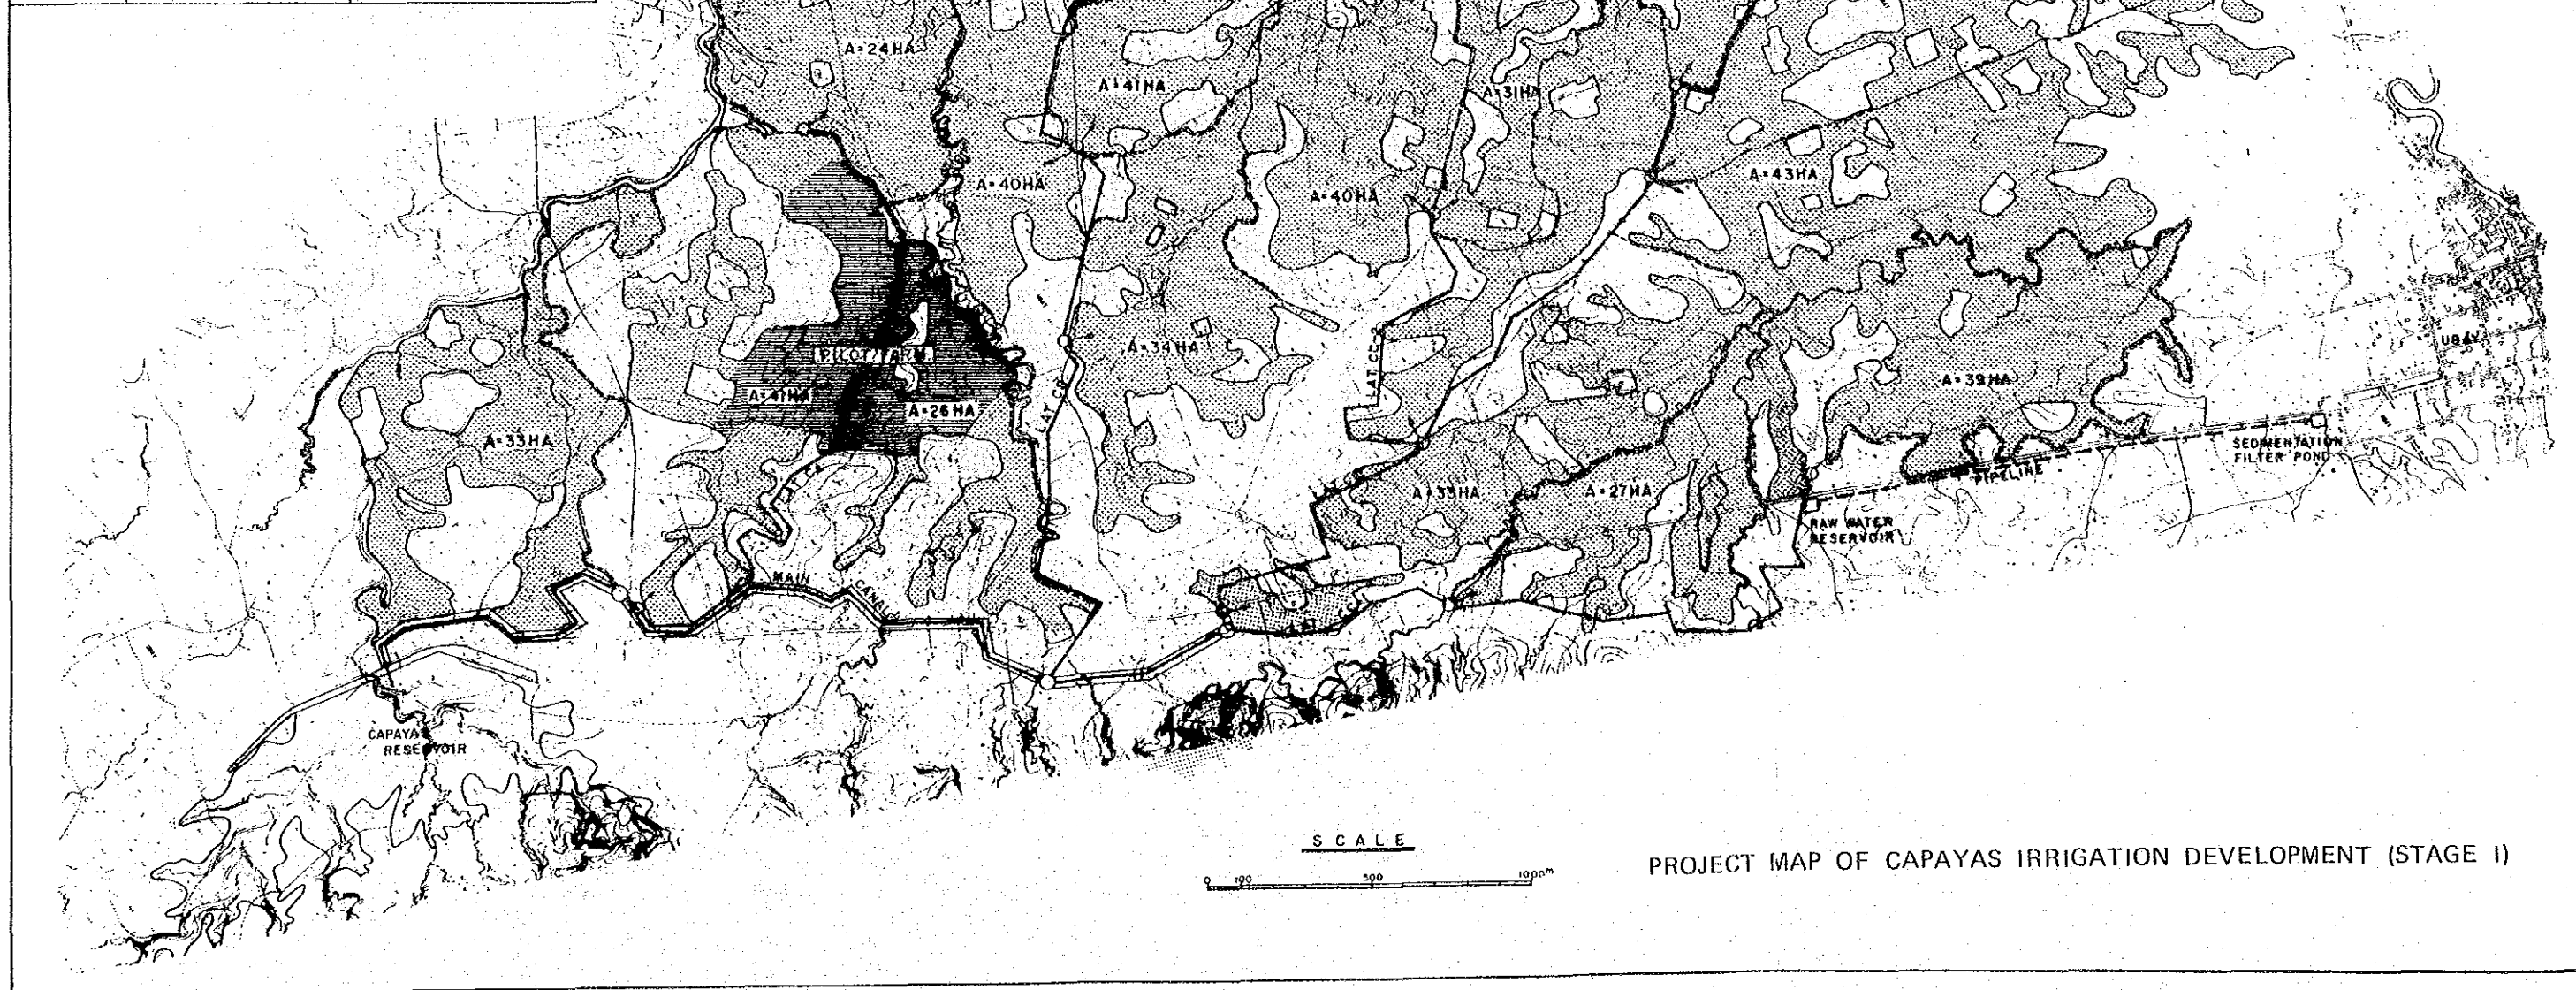 A=24HA
A=41HA
A=31HA
A=40HA
A=40HA
A=43HA
PILOT FARM
A=34HA
UBAY
A=41HA
A=26HA
A=39HA
LAT. CB
A=33HA
SEDIMENTATION
FILTER POND
PIPELINE
A=33HA
A=27HA
RAW WATER
RESERVOIR
MAIN
CANAL
CAPAYAS
RESERVOIR
SCALE
0 100 500 1000m
PROJECT MAP OF CAPAYAS IRRIGATION DEVELOPMENT (STAGE I)